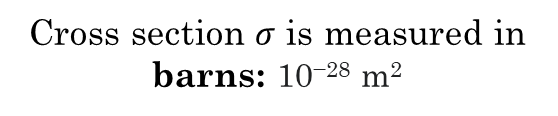 Cross section σ is measured in
barns: 10⁻²⁸ m²